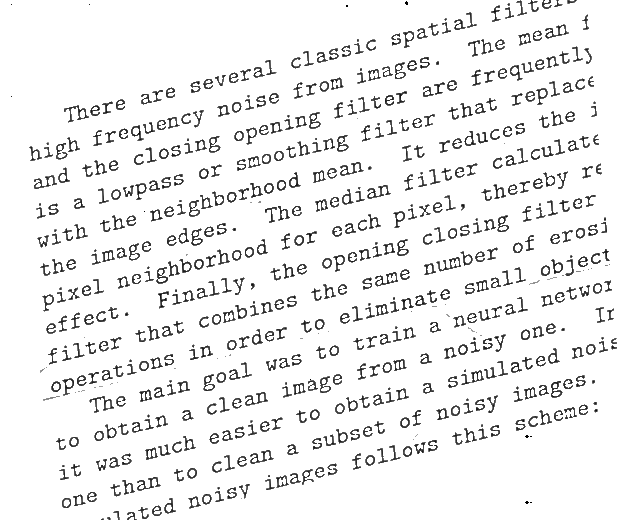 There are several classic spatial filters
high frequency noise from images. The mean f
and the closing opening filter are frequently
is a lowpass or smoothing filter that replace
with the neighborhood mean. It reduces the i
the image edges. The median filter calculate
pixel neighborhood for each pixel, thereby re
effect. Finally, the opening closing filter
filter that combines the same number of erosi
operations in order to eliminate small object
The main goal was to train a neural networ
to obtain a clean image from a noisy one. In
it was much easier to obtain a simulated nois
one than to clean a subset of noisy images.
ulated noisy images follows this scheme: